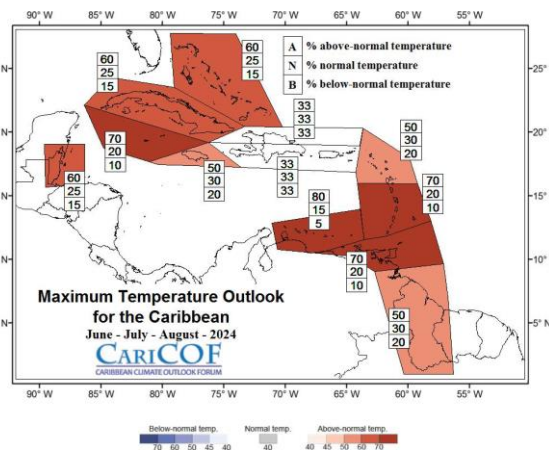 A % above-normal temperature
N % normal temperature
B % below-normal temperature
60
25
15
60
25
15
33
33
33
50
30
20
70
20
10
50
30
20
33
33
33
70
20
10
60
25
15
80
15
5
70
20
10
50
30
20
25°
20°N
15°N
10°N
5°N
25°
20°N
15°N
10°N
5°N
Maximum Temperature Outlook
for the Caribbean
June - July - August - 2024
CARICOF
CARIBBEAN CLIMATE OUTLOOK FORUM
90°W 85°W 80°W 75°W 70°W 65°W 60°W 55°W
90°W 85°W 80°W 75°W 70°W 65°W 60°W 55°W
Below-normal temp. Normal temp. Above-normal temp.
70 60 50 45 40 40 40 45 50 60 70